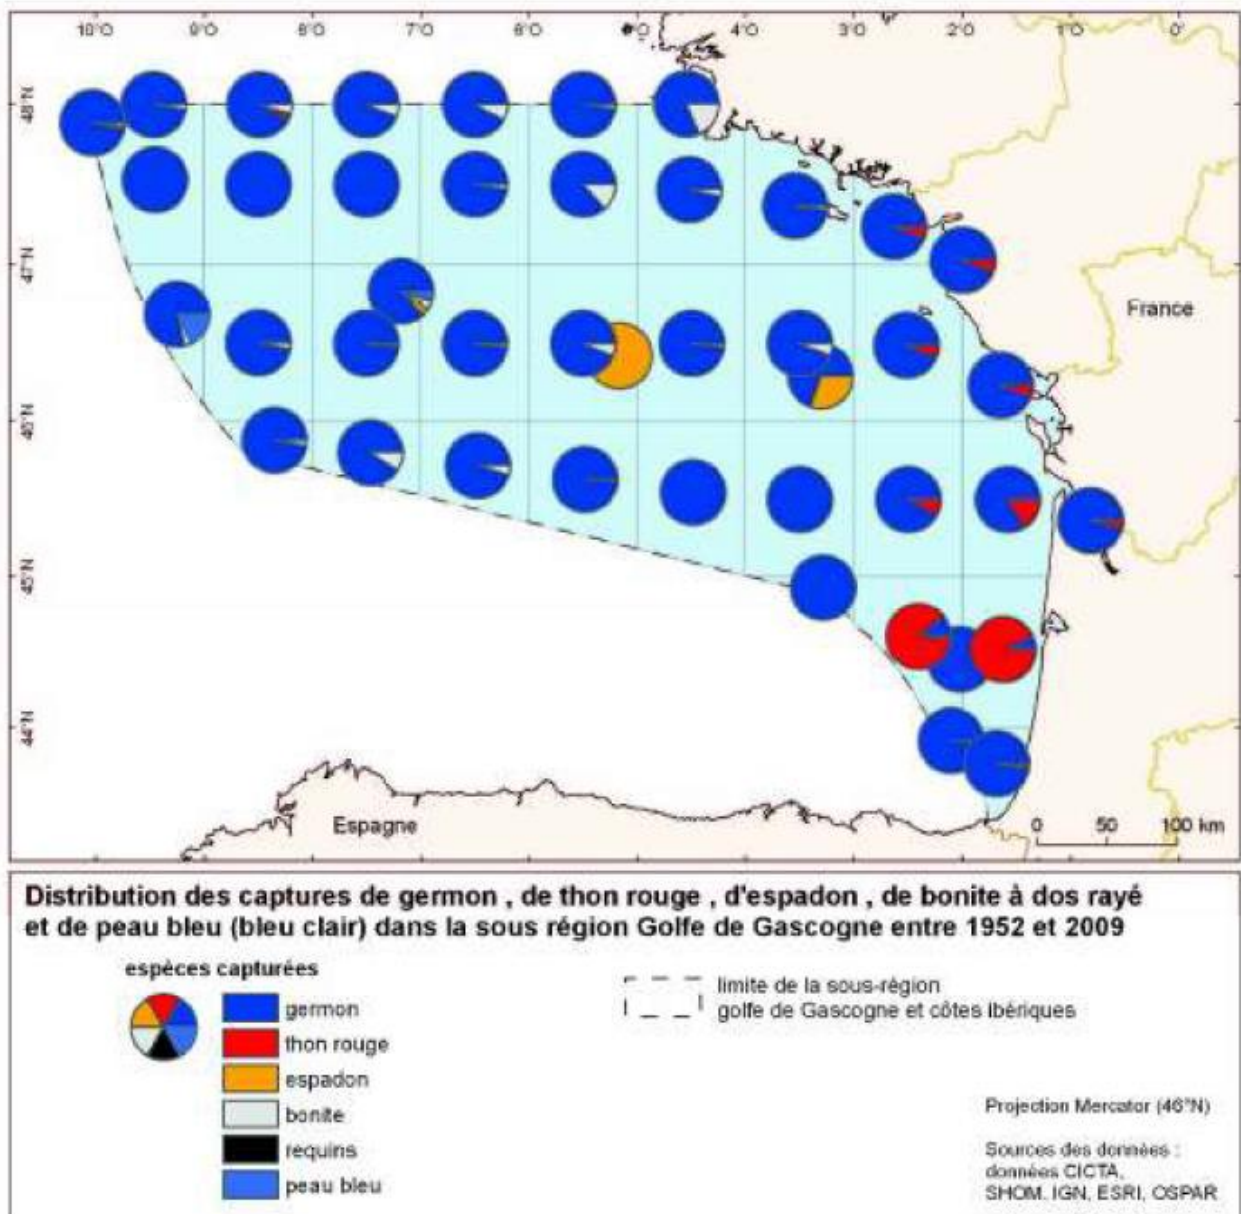 10°O 9°O 8°O 7°O 6°O 5°O 4°O 3°O 2°O 1°O 0°
48°N
47°N
France
46°N
45°N
44°N
Espagne
0 50 100 km
Distribution des captures de germon , de thon rouge , d'espadon , de bonite à dos rayé
et de peau bleu (bleu clair) dans la sous région Golfe de Gascogne entre 1952 et 2009
espèces capturées
germon
thon rouge
espadon
bonite
requins
peau bleu
limite de la sous-région
golfe de Gascogne et côtes ibériques
Projection Mercator (46°N)
Sources des données :
données CICTA,
SHOM. IGN, ESRI, OSPAR